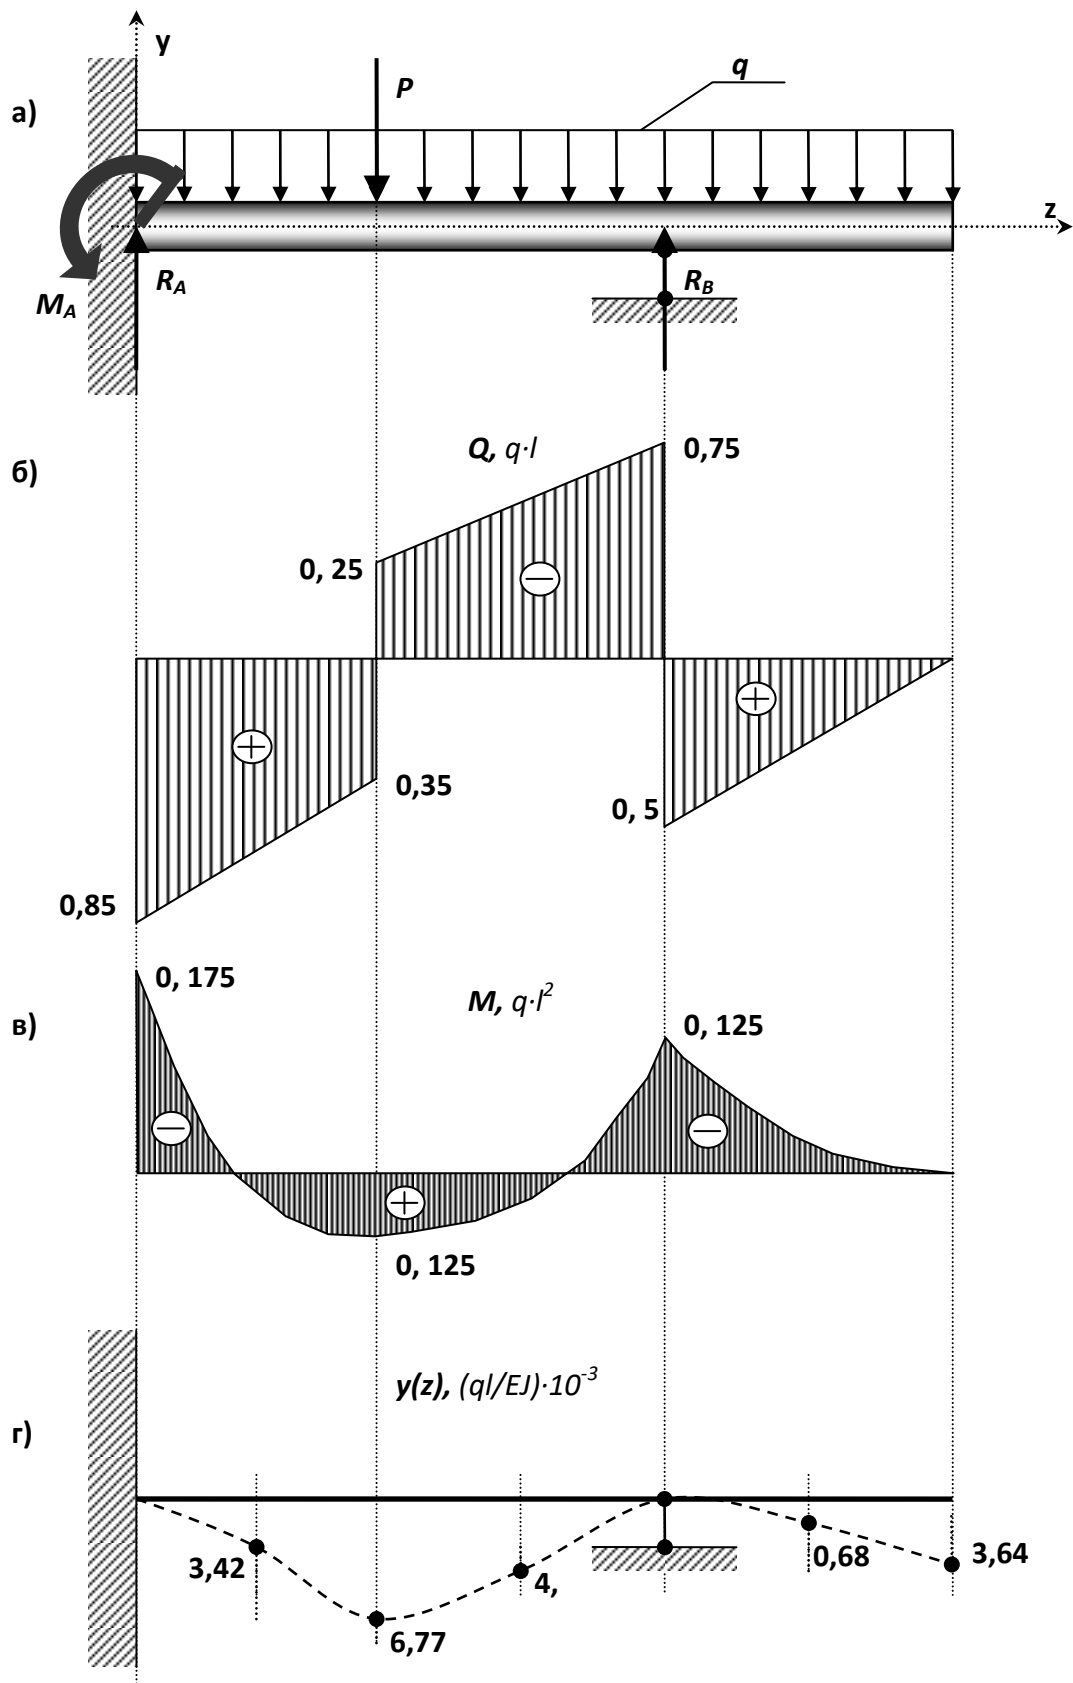 y
а)
P
q
z
R_A
M_A
R_B
б)
Q, q·l
0,75
0, 25
0,35
0, 5
0,85
0, 175
M, q·l²
в)
0, 125
0, 125
y(z), (ql/EJ)·10⁻³
г)
3,42
4,
6,77
0,68
3,64